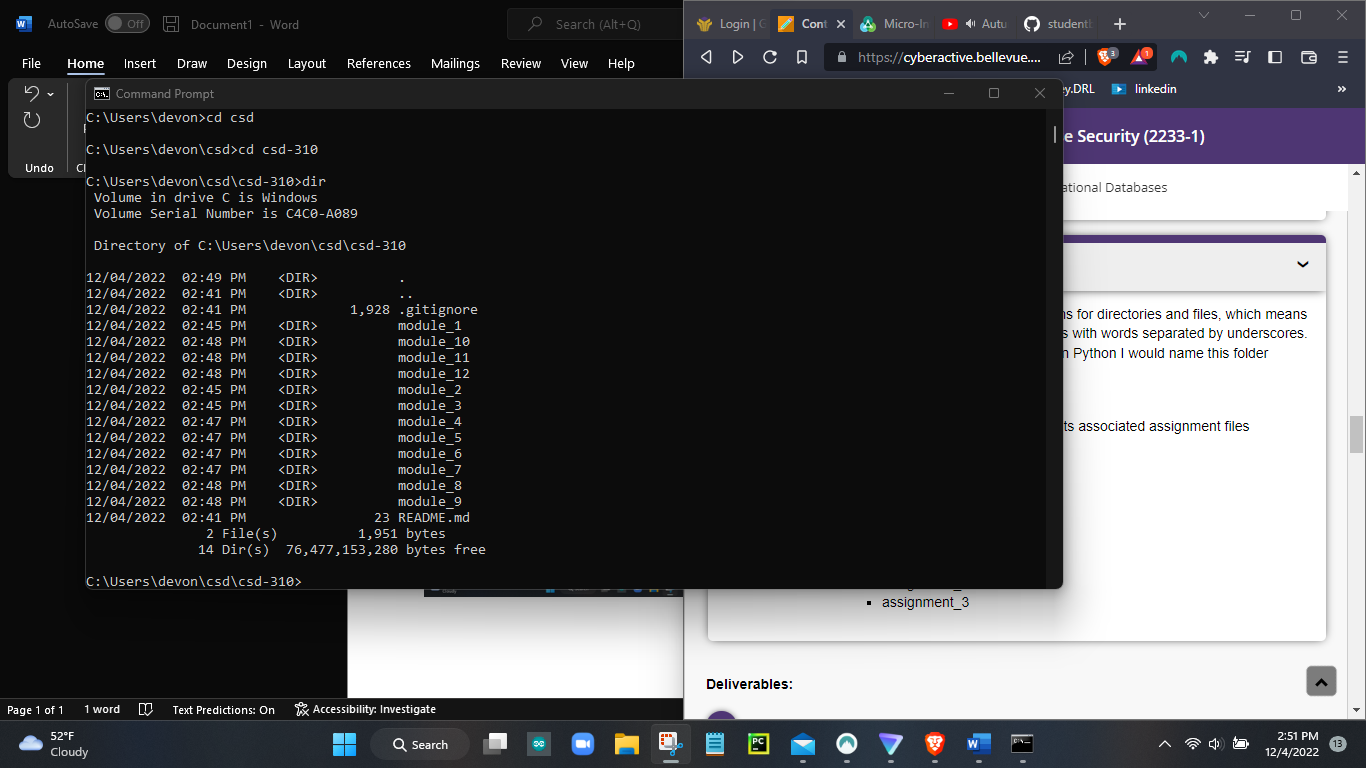 AutoSave Off Document1 - Word Search (Alt+Q)
File Home Insert Draw Design Layout References Mailings Review View Help
Undo
Login | Cont Micro-In Autu student
https://cyberactive.bellevue.... 3 1
ey.DRL linkedin »
e Security (2233-1)
ational Databases
Command Prompt
C:\Users\devon>cd csd
C:\Users\devon\csd>cd csd-310
C:\Users\devon\csd\csd-310>dir
Volume in drive C is Windows
Volume Serial Number is C4C0-A089
Directory of C:\Users\devon\csd\csd-310
12/04/2022 02:49 PM <DIR> .
12/04/2022 02:41 PM <DIR> ..
12/04/2022 02:41 PM 1,928 .gitignore
12/04/2022 02:45 PM <DIR> module_1
12/04/2022 02:48 PM <DIR> module_10
12/04/2022 02:48 PM <DIR> module_11
12/04/2022 02:48 PM <DIR> module_12
12/04/2022 02:45 PM <DIR> module_2
12/04/2022 02:45 PM <DIR> module_3
12/04/2022 02:47 PM <DIR> module_4
12/04/2022 02:47 PM <DIR> module_5
12/04/2022 02:47 PM <DIR> module_6
12/04/2022 02:47 PM <DIR> module_7
12/04/2022 02:48 PM <DIR> module_8
12/04/2022 02:48 PM <DIR> module_9
12/04/2022 02:41 PM 23 README.md
2 File(s) 1,951 bytes
14 Dir(s) 76,477,153,280 bytes free
C:\Users\devon\csd\csd-310>
ns for directories and files, which means
s with words separated by underscores.
n Python I would name this folder
ts associated assignment files
assignment_3
Deliverables:
Page 1 of 1 1 word Text Predictions: On Accessibility: Investigate
52°F
Cloudy
Search
PC
2:51 PM
12/4/2022
13